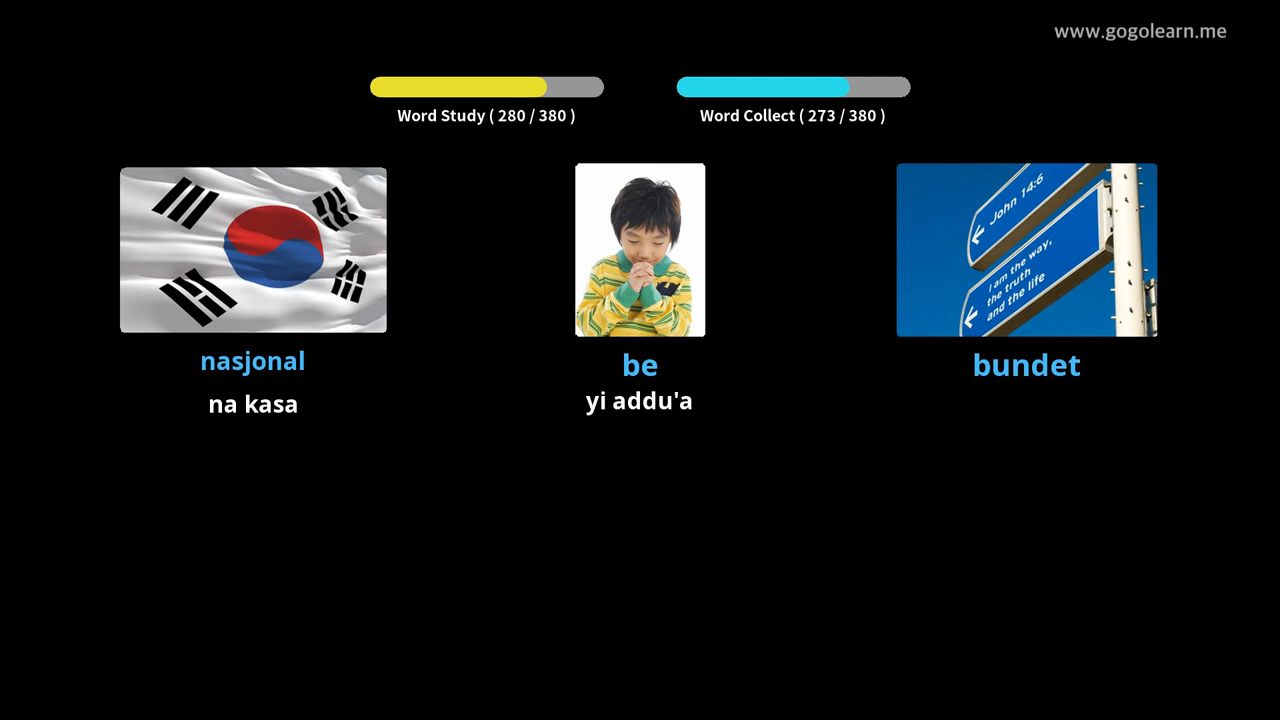 www.gogolearn.me
Word Study ( 280 / 380 )
Word Collect ( 273 / 380 )
John 14:6
I am the way,
the truth
and the life
nasjonal
na kasa
be
yi addu'a
bundet